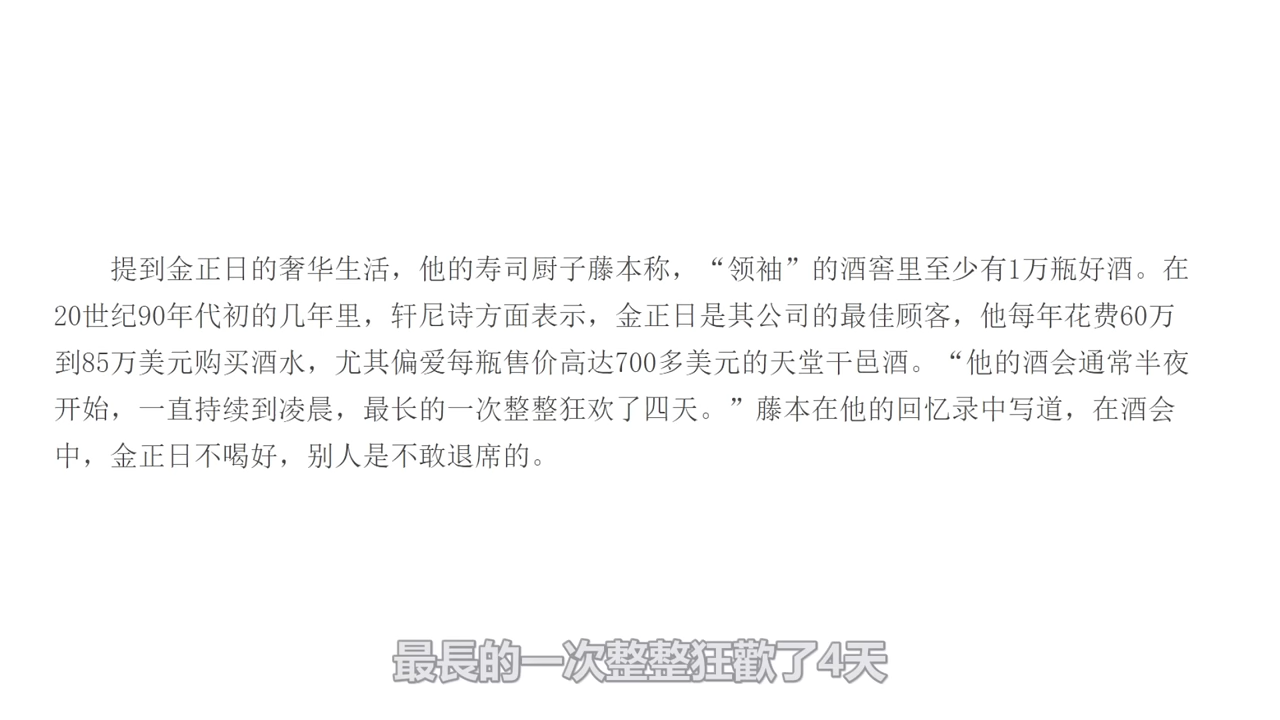 提到金正日的奢华生活，他的寿司厨子藤本称，“领袖”的酒窖里至少有1万瓶好酒。在
20世纪90年代初的几年里，轩尼诗方面表示，金正日是其公司的最佳顾客，他每年花费60万
到85万美元购买酒水，尤其偏爱每瓶售价高达700多美元的天堂干邑酒。“他的酒会通常半夜
开始，一直持续到凌晨，最长的一次整整狂欢了四天。”藤本在他的回忆录中写道，在酒会
中，金正日不喝好，别人是不敢退席的。
最長的一次整整狂歡了4天